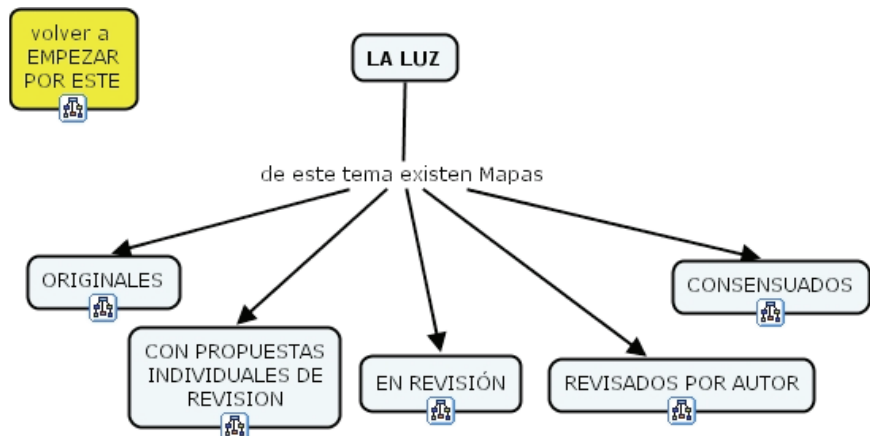 volver a
EMPEZAR
POR ESTE
LA LUZ
de este tema existen Mapas
ORIGINALES
CONSENSUADOS
CON PROPUESTAS
INDIVIDUALES DE
REVISION
EN REVISIÓN
REVISADOS POR AUTOR